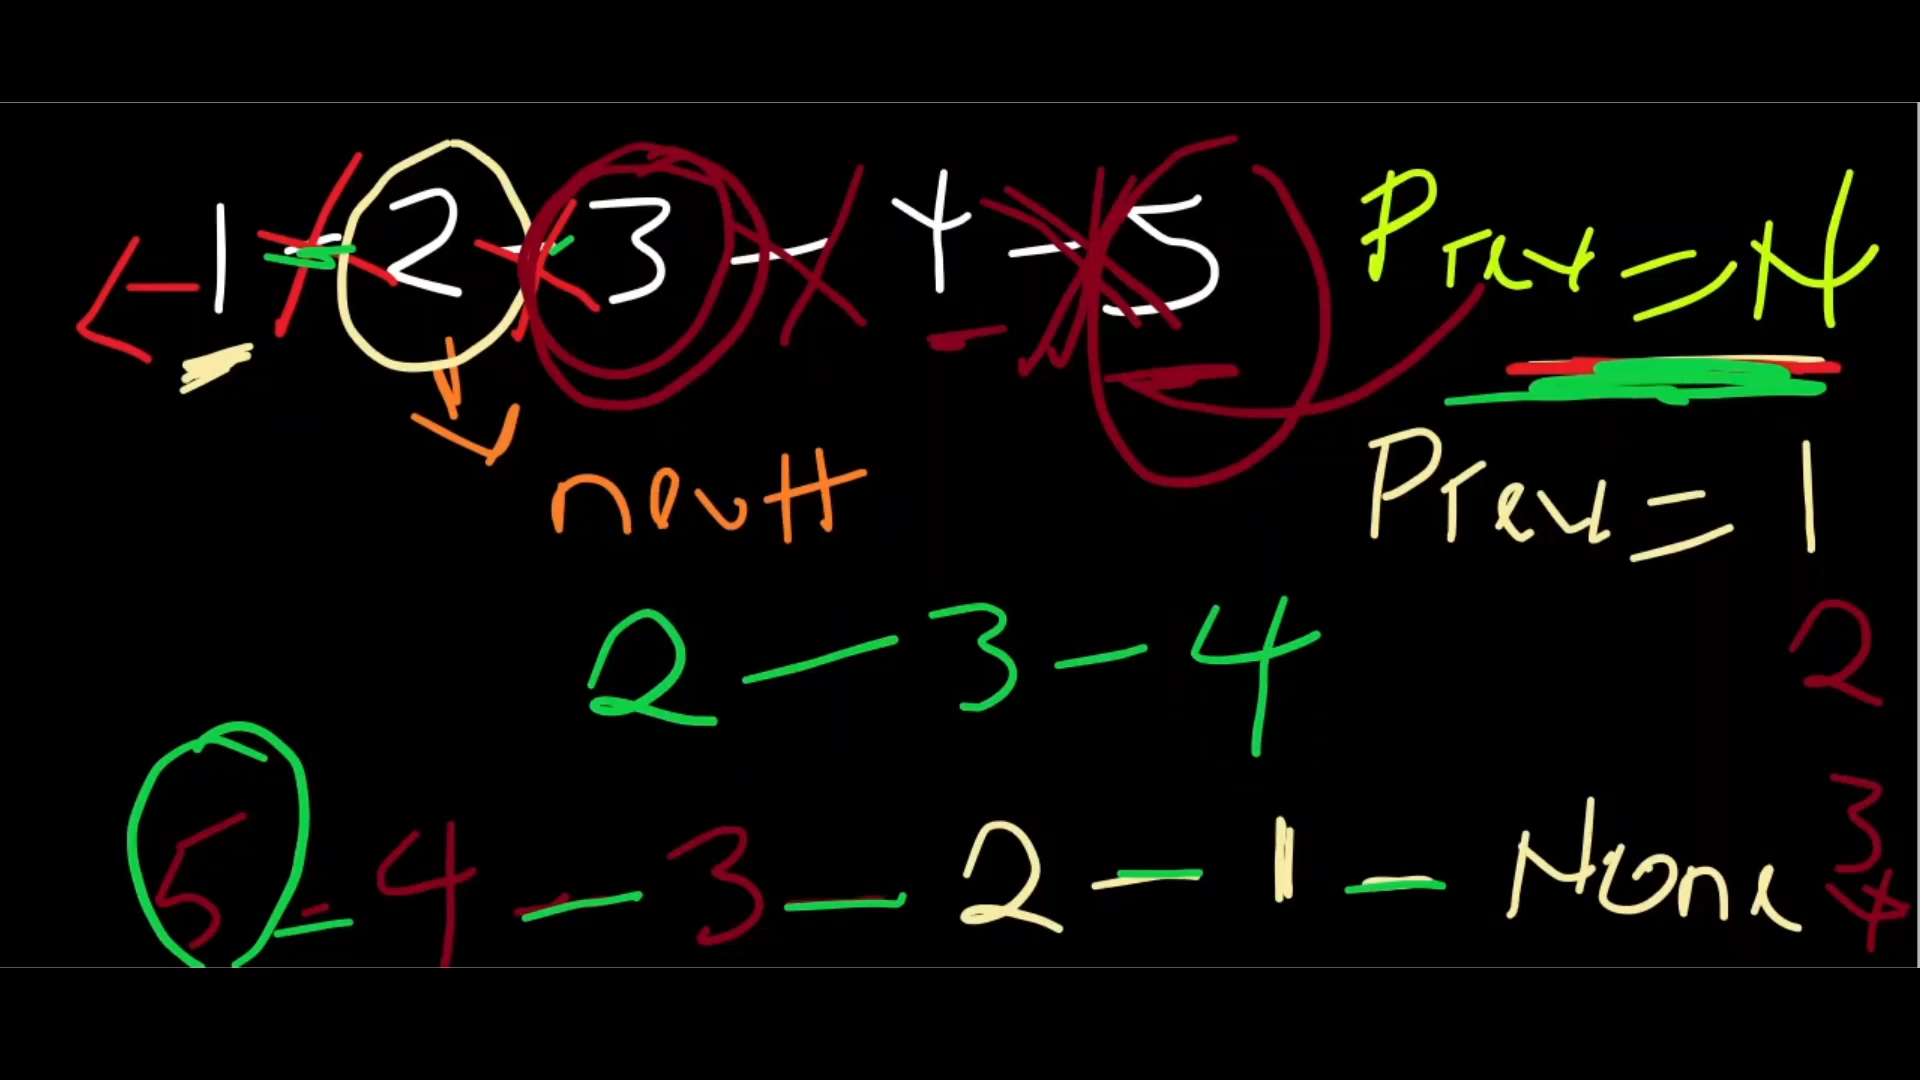 1 - 2 - 3 - 4 - 5 Prev = N
nextt
Prev = 1
2 - 3 - 4
2
3
5 - 4 - 3 - 2 - 1 - None
4